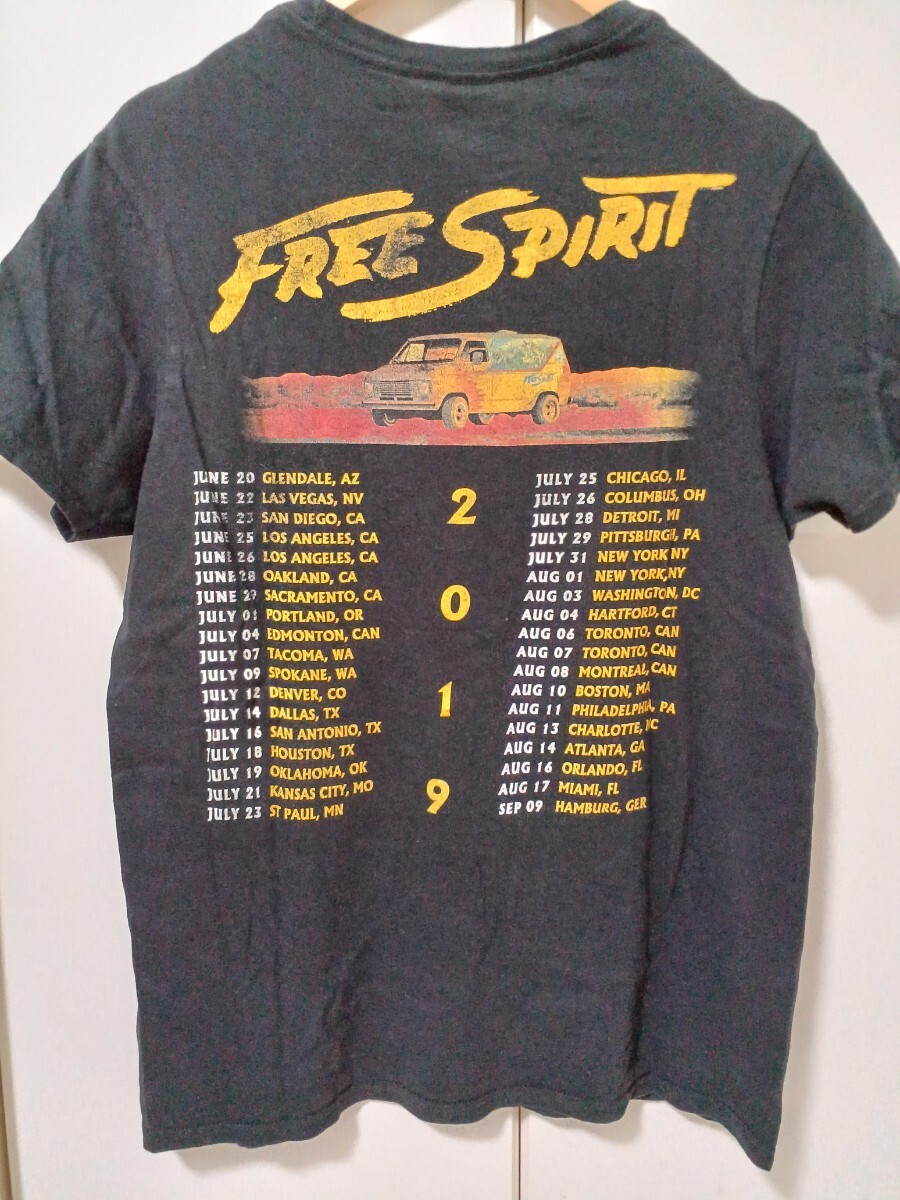 FREE SPIRIT
FREE SPIRIT
JUNE 20 GLENDALE, AZ
JUNE 22 LAS VEGAS, NV
JUNE 23 SAN DIEGO, CA
JUNE 25 LOS ANGELES, CA
JUNE 26 LOS ANGELES, CA
JUNE 28 OAKLAND, CA
JUNE 29 SACRAMENTO, CA
JULY 01 PORTLAND, OR
JULY 04 EDMONTON, CAN
JULY 07 TACOMA, WA
JULY 09 SPOKANE, WA
JULY 12 DENVER, CO
JULY 14 DALLAS, TX
JULY 16 SAN ANTONIO, TX
JULY 18 HOUSTON, TX
JULY 19 OKLAHOMA, OK
JULY 21 KANSAS CITY, MO
JULY 23 ST PAUL, MN
2
0
1
9
JULY 25 CHICAGO, IL
JULY 26 COLUMBUS, OH
JULY 28 DETROIT, MI
JULY 29 PITTSBURGH, PA
JULY 31 NEW YORK NY
AUG 01 NEW YORK,NY
AUG 03 WASHINGTON, DC
AUG 04 HARTFORD, CT
AUG 06 TORONTO, CAN
AUG 07 TORONTO, CAN
AUG 08 MONTREAL, CAN
AUG 10 BOSTON, MA
AUG 11 PHILADELPHIA, PA
AUG 13 CHARLOTTE, NC
AUG 14 ATLANTA, GA
AUG 16 ORLANDO, FL
AUG 17 MIAMI, FL
SEP 09 HAMBURG, GER